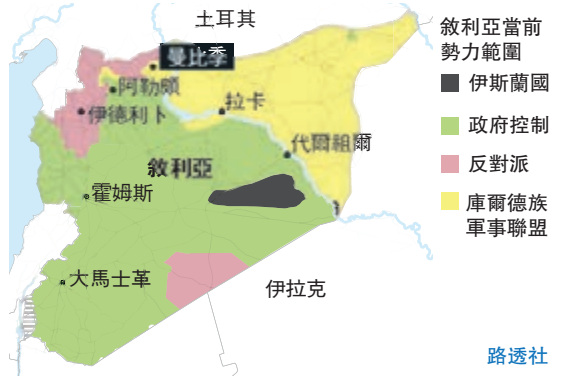 土耳其
敘利亞當前
勢力範圍
曼比季
阿勒頗
伊斯蘭國
伊德利卜
拉卡
政府控制
代爾祖爾
敘利亞
反對派
霍姆斯
庫爾德族
軍事聯盟
大馬士革
伊拉克
路透社